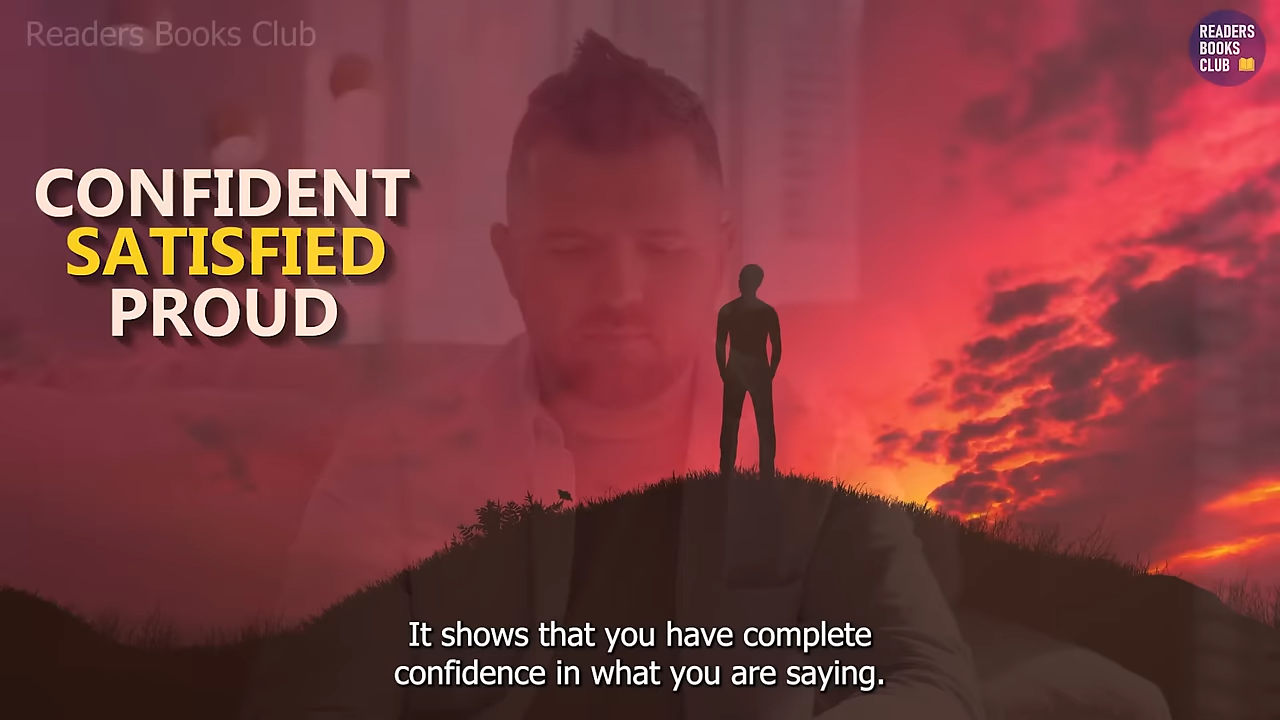 Readers Books Club
READERS
BOOKS
CLUB
CONFIDENT
SATISFIED
PROUD
It shows that you have complete
confidence in what you are saying.